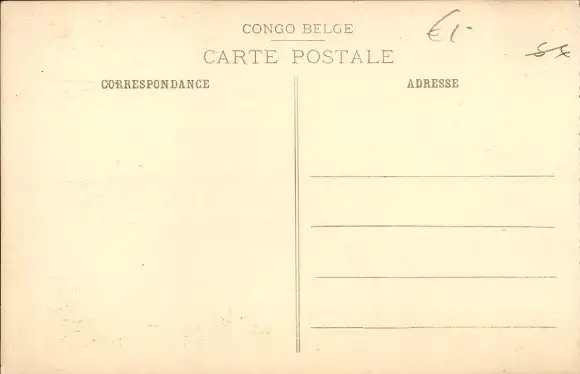 CONGO BELGE
€1-
CARTE POSTALE
CORRESPONDANCE
ADRESSE